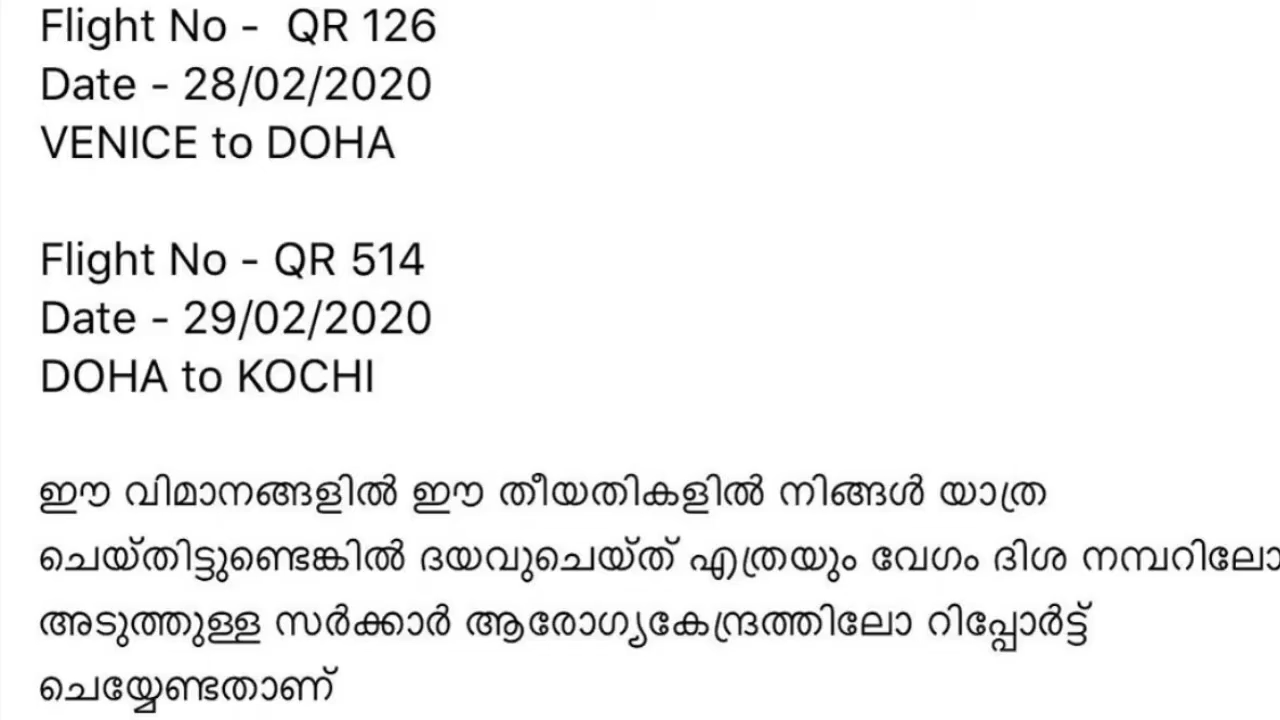 Flight No -  QR 126
Date - 28/02/2020
VENICE to DOHA
Flight No - QR 514
Date - 29/02/2020
DOHA to KOCHI
ഈ വിമാനങ്ങളിൽ ഈ തീയതികളിൽ നിങ്ങൾ യാത്ര
ചെയ്തിട്ടുണ്ടെങ്കിൽ ദയവുചെയ്ത് എത്രയും വേഗം ദിശ നമ്പറിലോ
അടുത്തുള്ള സർക്കാർ ആരോഗ്യകേന്ദ്രത്തിലോ റിപ്പോർട്ട്
ചെയ്യേണ്ടതാണ്